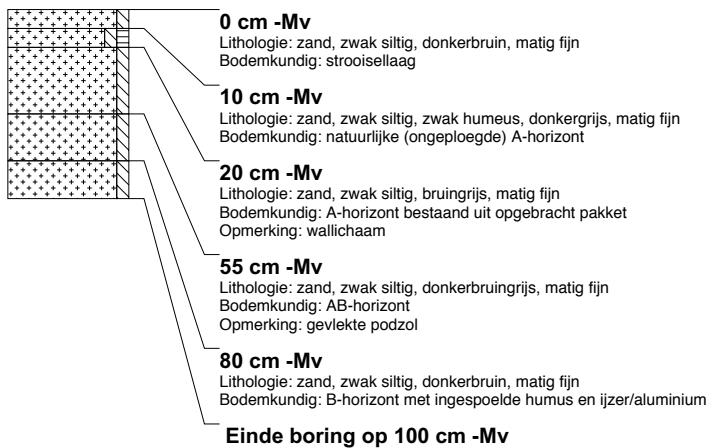 0 cm -Mv
Lithologie: zand, zwak siltig, donkerbruin, matig fijn
Bodemkundig: strooisellaag
10 cm -Mv
Lithologie: zand, zwak siltig, zwak humeus, donkergrijs, matig fijn
Bodemkundig: natuurlijke (ongeploegde) A-horizont
20 cm -Mv
Lithologie: zand, zwak siltig, bruingrijs, matig fijn
Bodemkundig: A-horizont bestaand uit opgebracht pakket
Opmerking: wallichaam
55 cm -Mv
Lithologie: zand, zwak siltig, donkerbruingrijs, matig fijn
Bodemkundig: AB-horizont
Opmerking: gevlekte podzol
80 cm -Mv
Lithologie: zand, zwak siltig, donkerbruin, matig fijn
Bodemkundig: B-horizont met ingespoelde humus en ijzer/aluminium
Einde boring op 100 cm -Mv